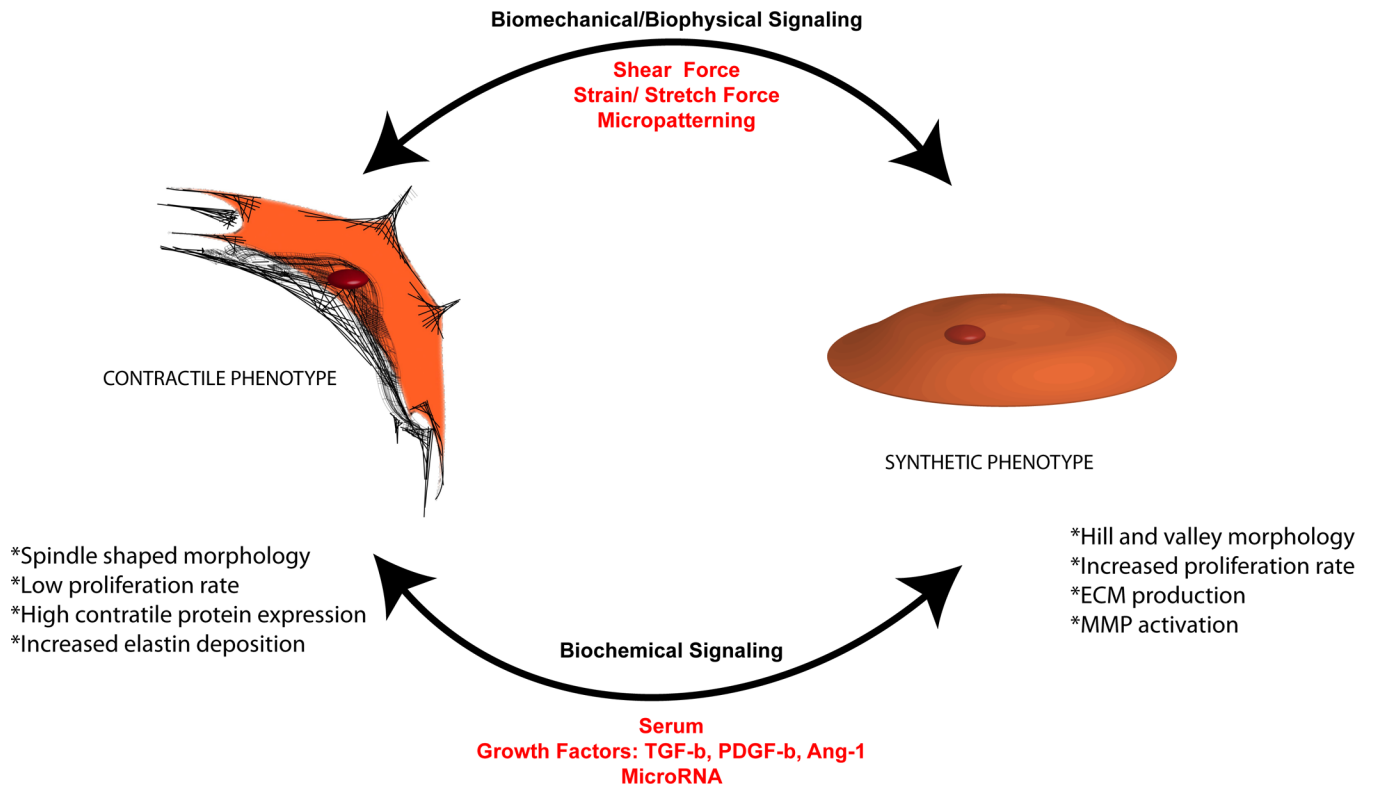 Biomechanical/Biophysical Signaling
Shear Force
Strain/ Stretch Force
Micropatterning
CONTRACTILE PHENOTYPE
SYNTHETIC PHENOTYPE
*Spindle shaped morphology
*Low proliferation rate
*High contratile protein expression
*Increased elastin deposition
*Hill and valley morphology
*Increased proliferation rate
*ECM production
*MMP activation
Biochemical Signaling
Serum
Growth Factors: TGF-b, PDGF-b, Ang-1
MicroRNA